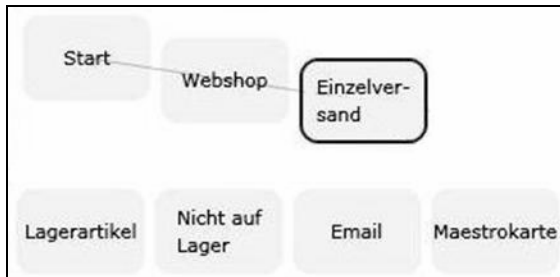 Start
Webshop
Einzelver-
sand
Lagerartikel
Nicht auf
Lager
Email
Maestrokarte